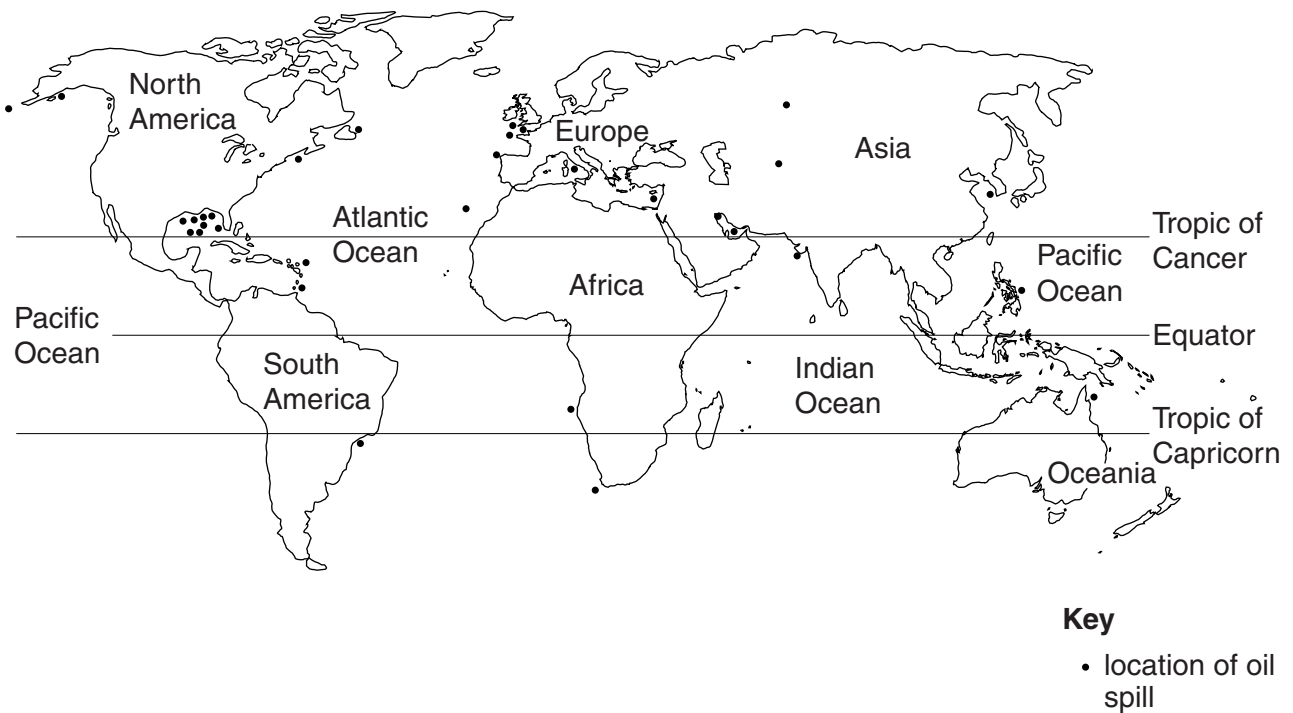 North
America
Europe
Asia
Atlantic
Ocean
Tropic of
Cancer
Pacific
Ocean
Africa
Pacific
Ocean
Equator
South
America
Indian
Ocean
Tropic of
Capricorn
Oceania
Key
location of oil
spill